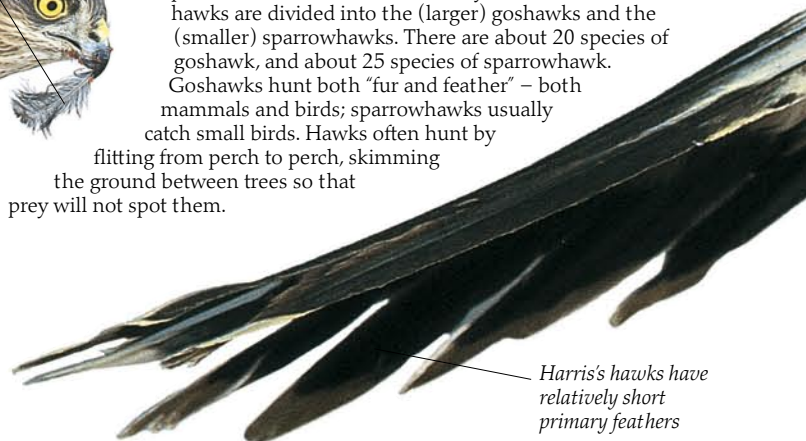 hawks are divided into the (larger) goshawks and the
(smaller) sparrowhawks. There are about 20 species of
goshawk, and about 25 species of sparrowhawk.
Goshawks hunt both “fur and feather” – both
mammals and birds; sparrowhawks usually
catch small birds. Hawks often hunt by
flitting from perch to perch, skimming
the ground between trees so that
prey will not spot them.
Harris's hawks have
relatively short
primary feathers